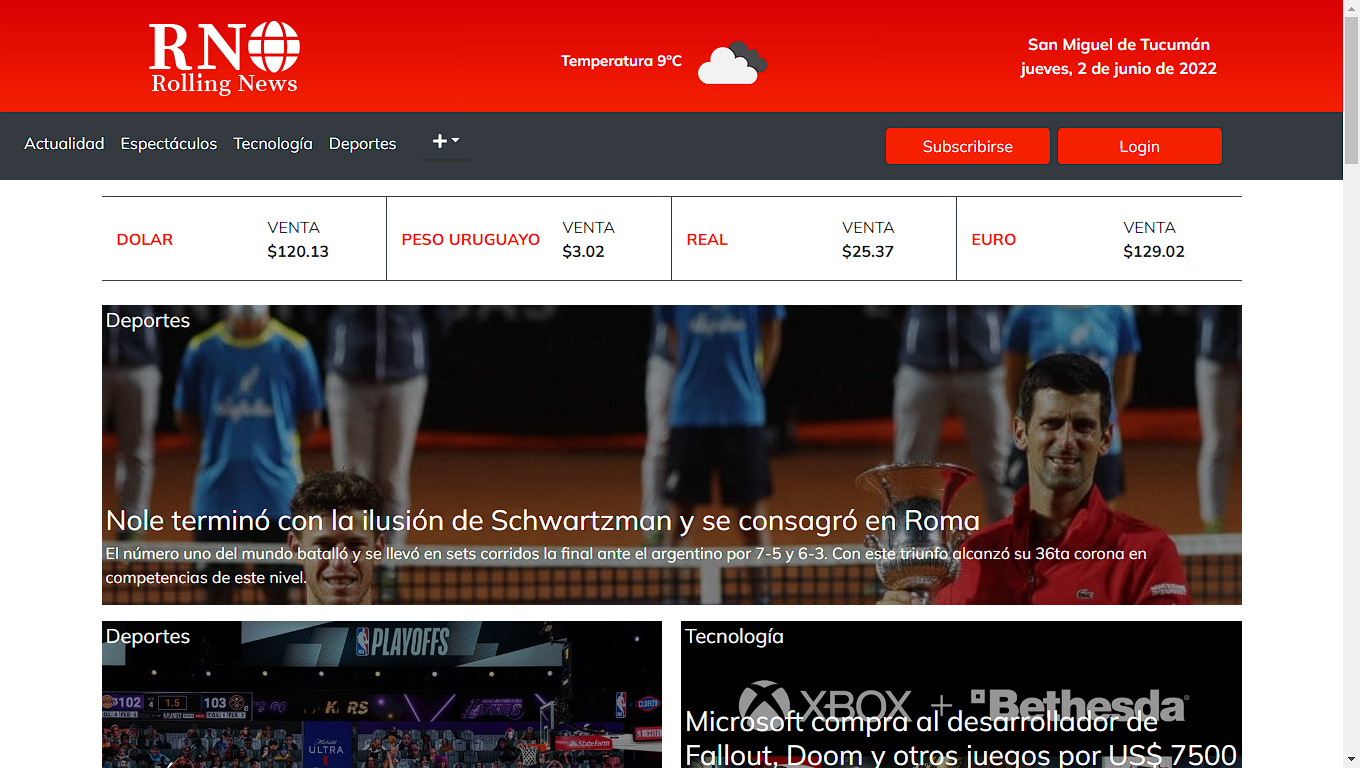 RN
Rolling News
Temperatura 9°C
San Miguel de Tucumán
jueves, 2 de junio de 2022
Actualidad Espectáculos Tecnología Deportes +
Subscribirse Login
DOLAR VENTA $120.13
PESO URUGUAYO VENTA $3.02
REAL VENTA $25.37
EURO VENTA $129.02
Deportes
Nole terminó con la ilusión de Schwartzman y se consagró en Roma
El número uno del mundo batalló y se llevó en sets corridos la final ante el argentino por 7-5 y 6-3. Con este triunfo alcanzó su 36ta corona en
competencias de este nivel.
Deportes
PLAYOFFS
102 4 1.5 103
ULTRA
StateFarm
Tecnología
XBOX + Bethesda
Microsoft compra al desarrollador de
Fallout, Doom y otros juegos por US$ 7500